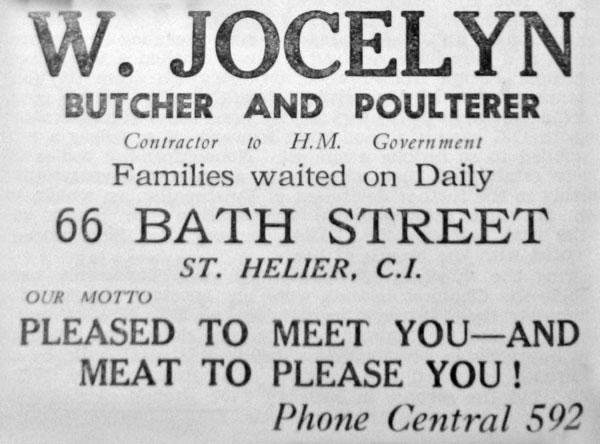 W. JOCELYN
BUTCHER AND POULTERER
Contractor to H.M. Government
Families waited on Daily
66 BATH STREET
ST. HELIER, C.I.
OUR MOTTO
PLEASED TO MEET YOU—AND
MEAT TO PLEASE YOU!
Phone Central 592